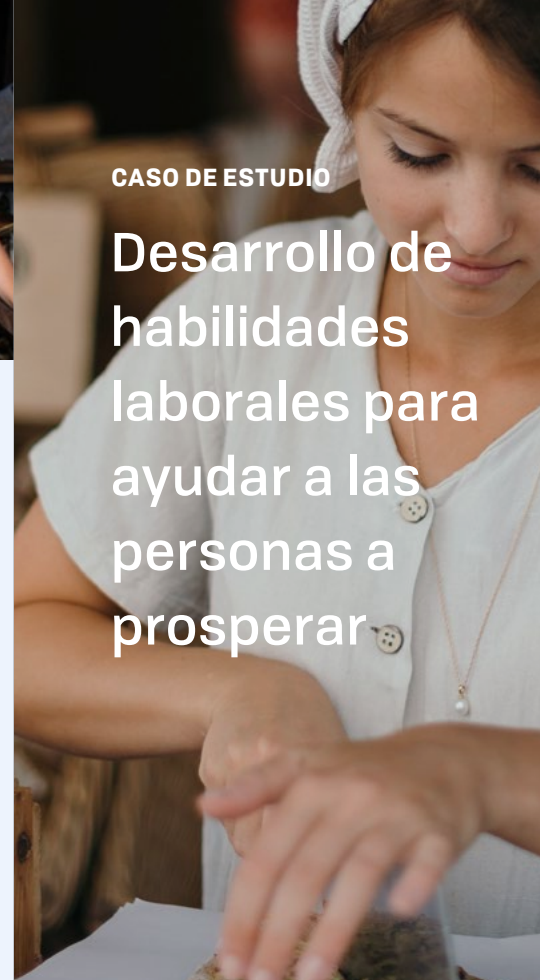 CASO DE ESTUDIO
Desarrollo de
habilidades
laborales para
ayudar a las
personas a
prosperar